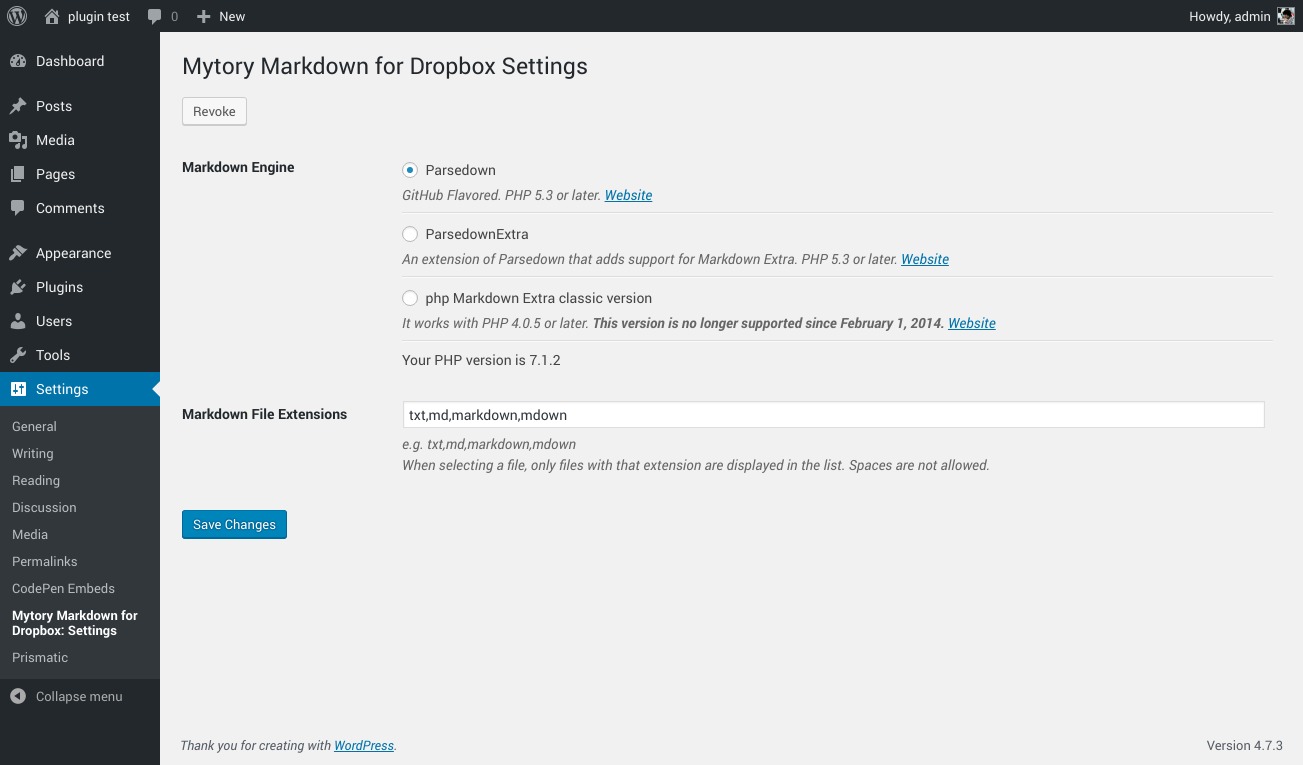 plugin test 0 New Howdy, admin
Dashboard
Posts
Media
Pages
Comments
Appearance
Plugins
Users
Tools
Settings
General
Writing
Reading
Discussion
Media
Permalinks
CodePen Embeds
Mytory Markdown for
Dropbox: Settings
Prismatic
Collapse menu
Mytory Markdown for Dropbox Settings
Revoke
Markdown Engine
Parsedown
GitHub Flavored. PHP 5.3 or later. Website
ParsedownExtra
An extension of Parsedown that adds support for Markdown Extra. PHP 5.3 or later. Website
php Markdown Extra classic version
It works with PHP 4.0.5 or later. This version is no longer supported since February 1, 2014. Website
Your PHP version is 7.1.2
Markdown File Extensions
txt,md,markdown,mdown
e.g. txt,md,markdown,mdown
When selecting a file, only files with that extension are displayed in the list. Spaces are not allowed.
Save Changes
Thank you for creating with WordPress.
Version 4.7.3